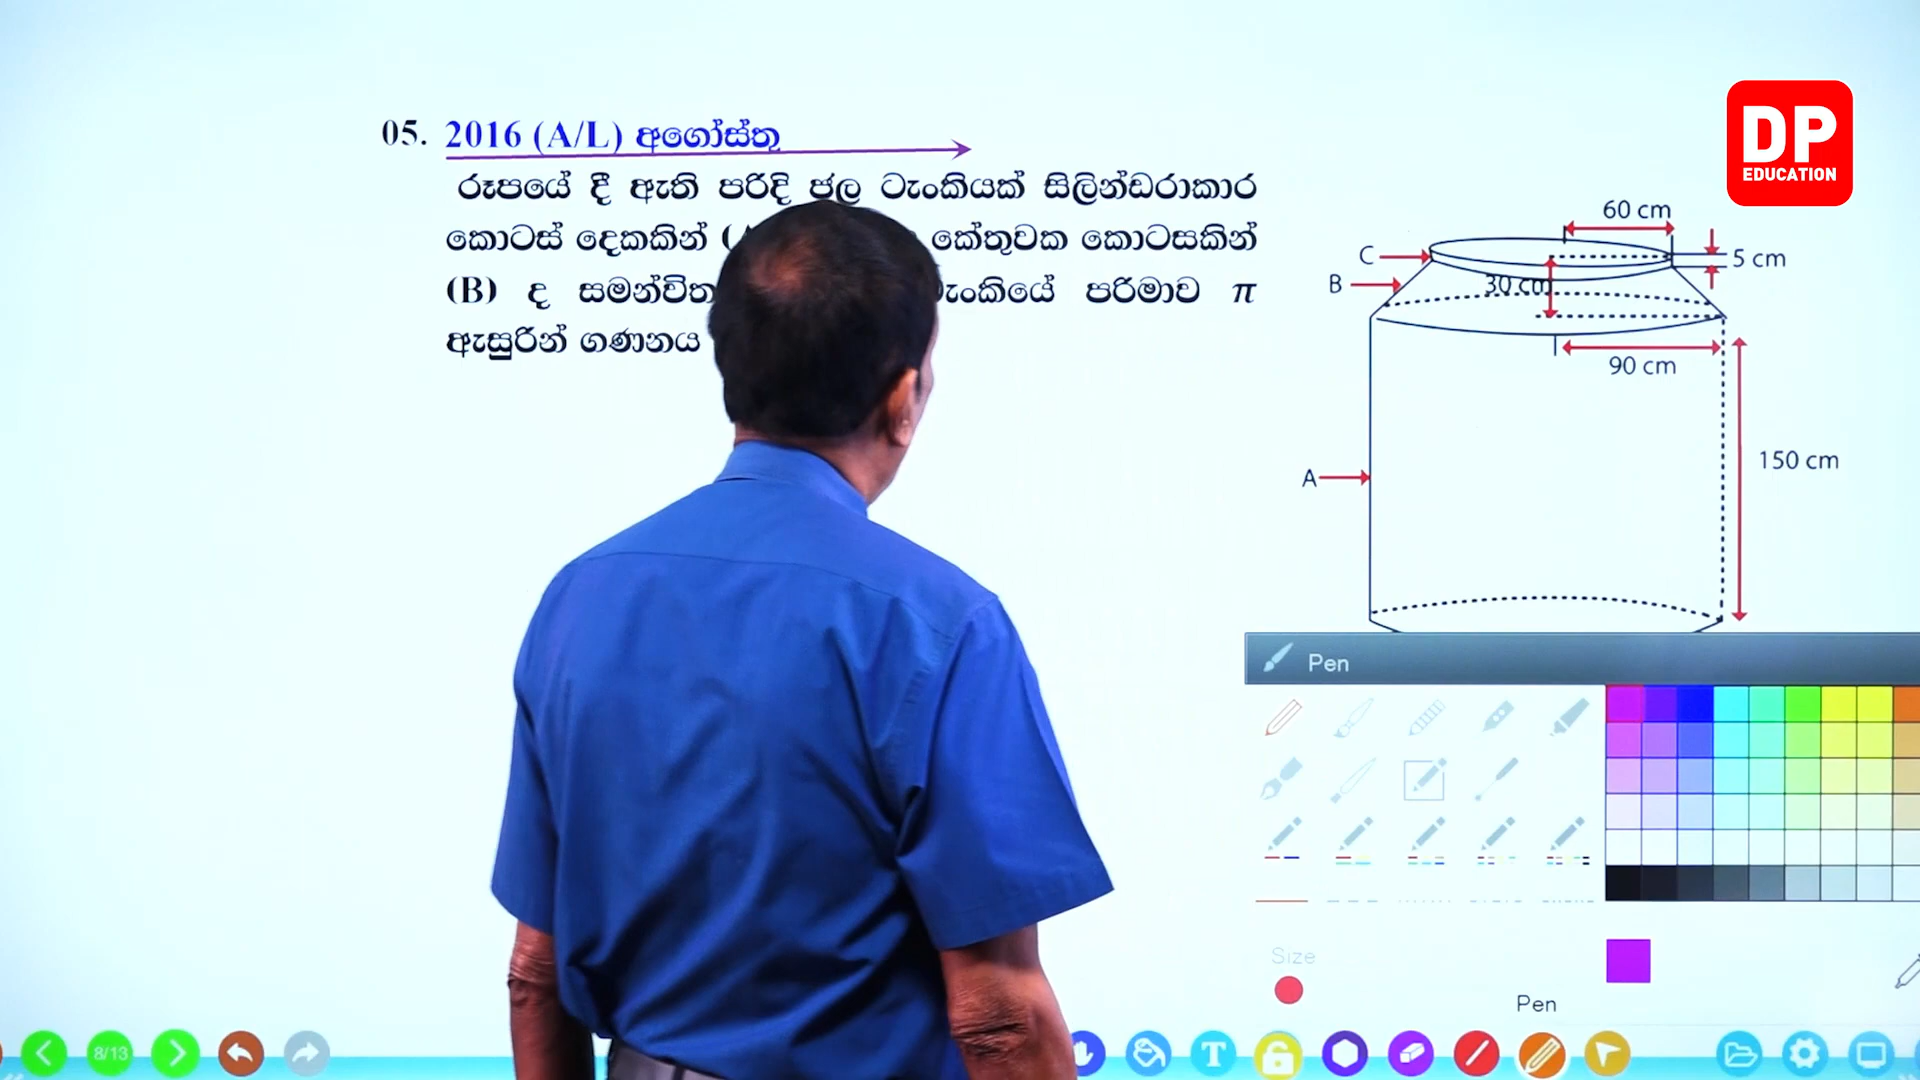 05. 2016 (A/L) අගෝස්තු
රූපයේ දී ඇති පරිදි ජල ටැංකියක් සිලින්ඩරාකාර
කොටස් දෙකකින් කේතුවක කොටසකින්
(B) ද සමන්විත ටැංකියේ පරිමාව π
ඇසුරින් ගණනය
DP
EDUCATION
60 cm
C
5 cm
B
30 cm
90 cm
150 cm
A
Pen
Size
Pen
8/13
T